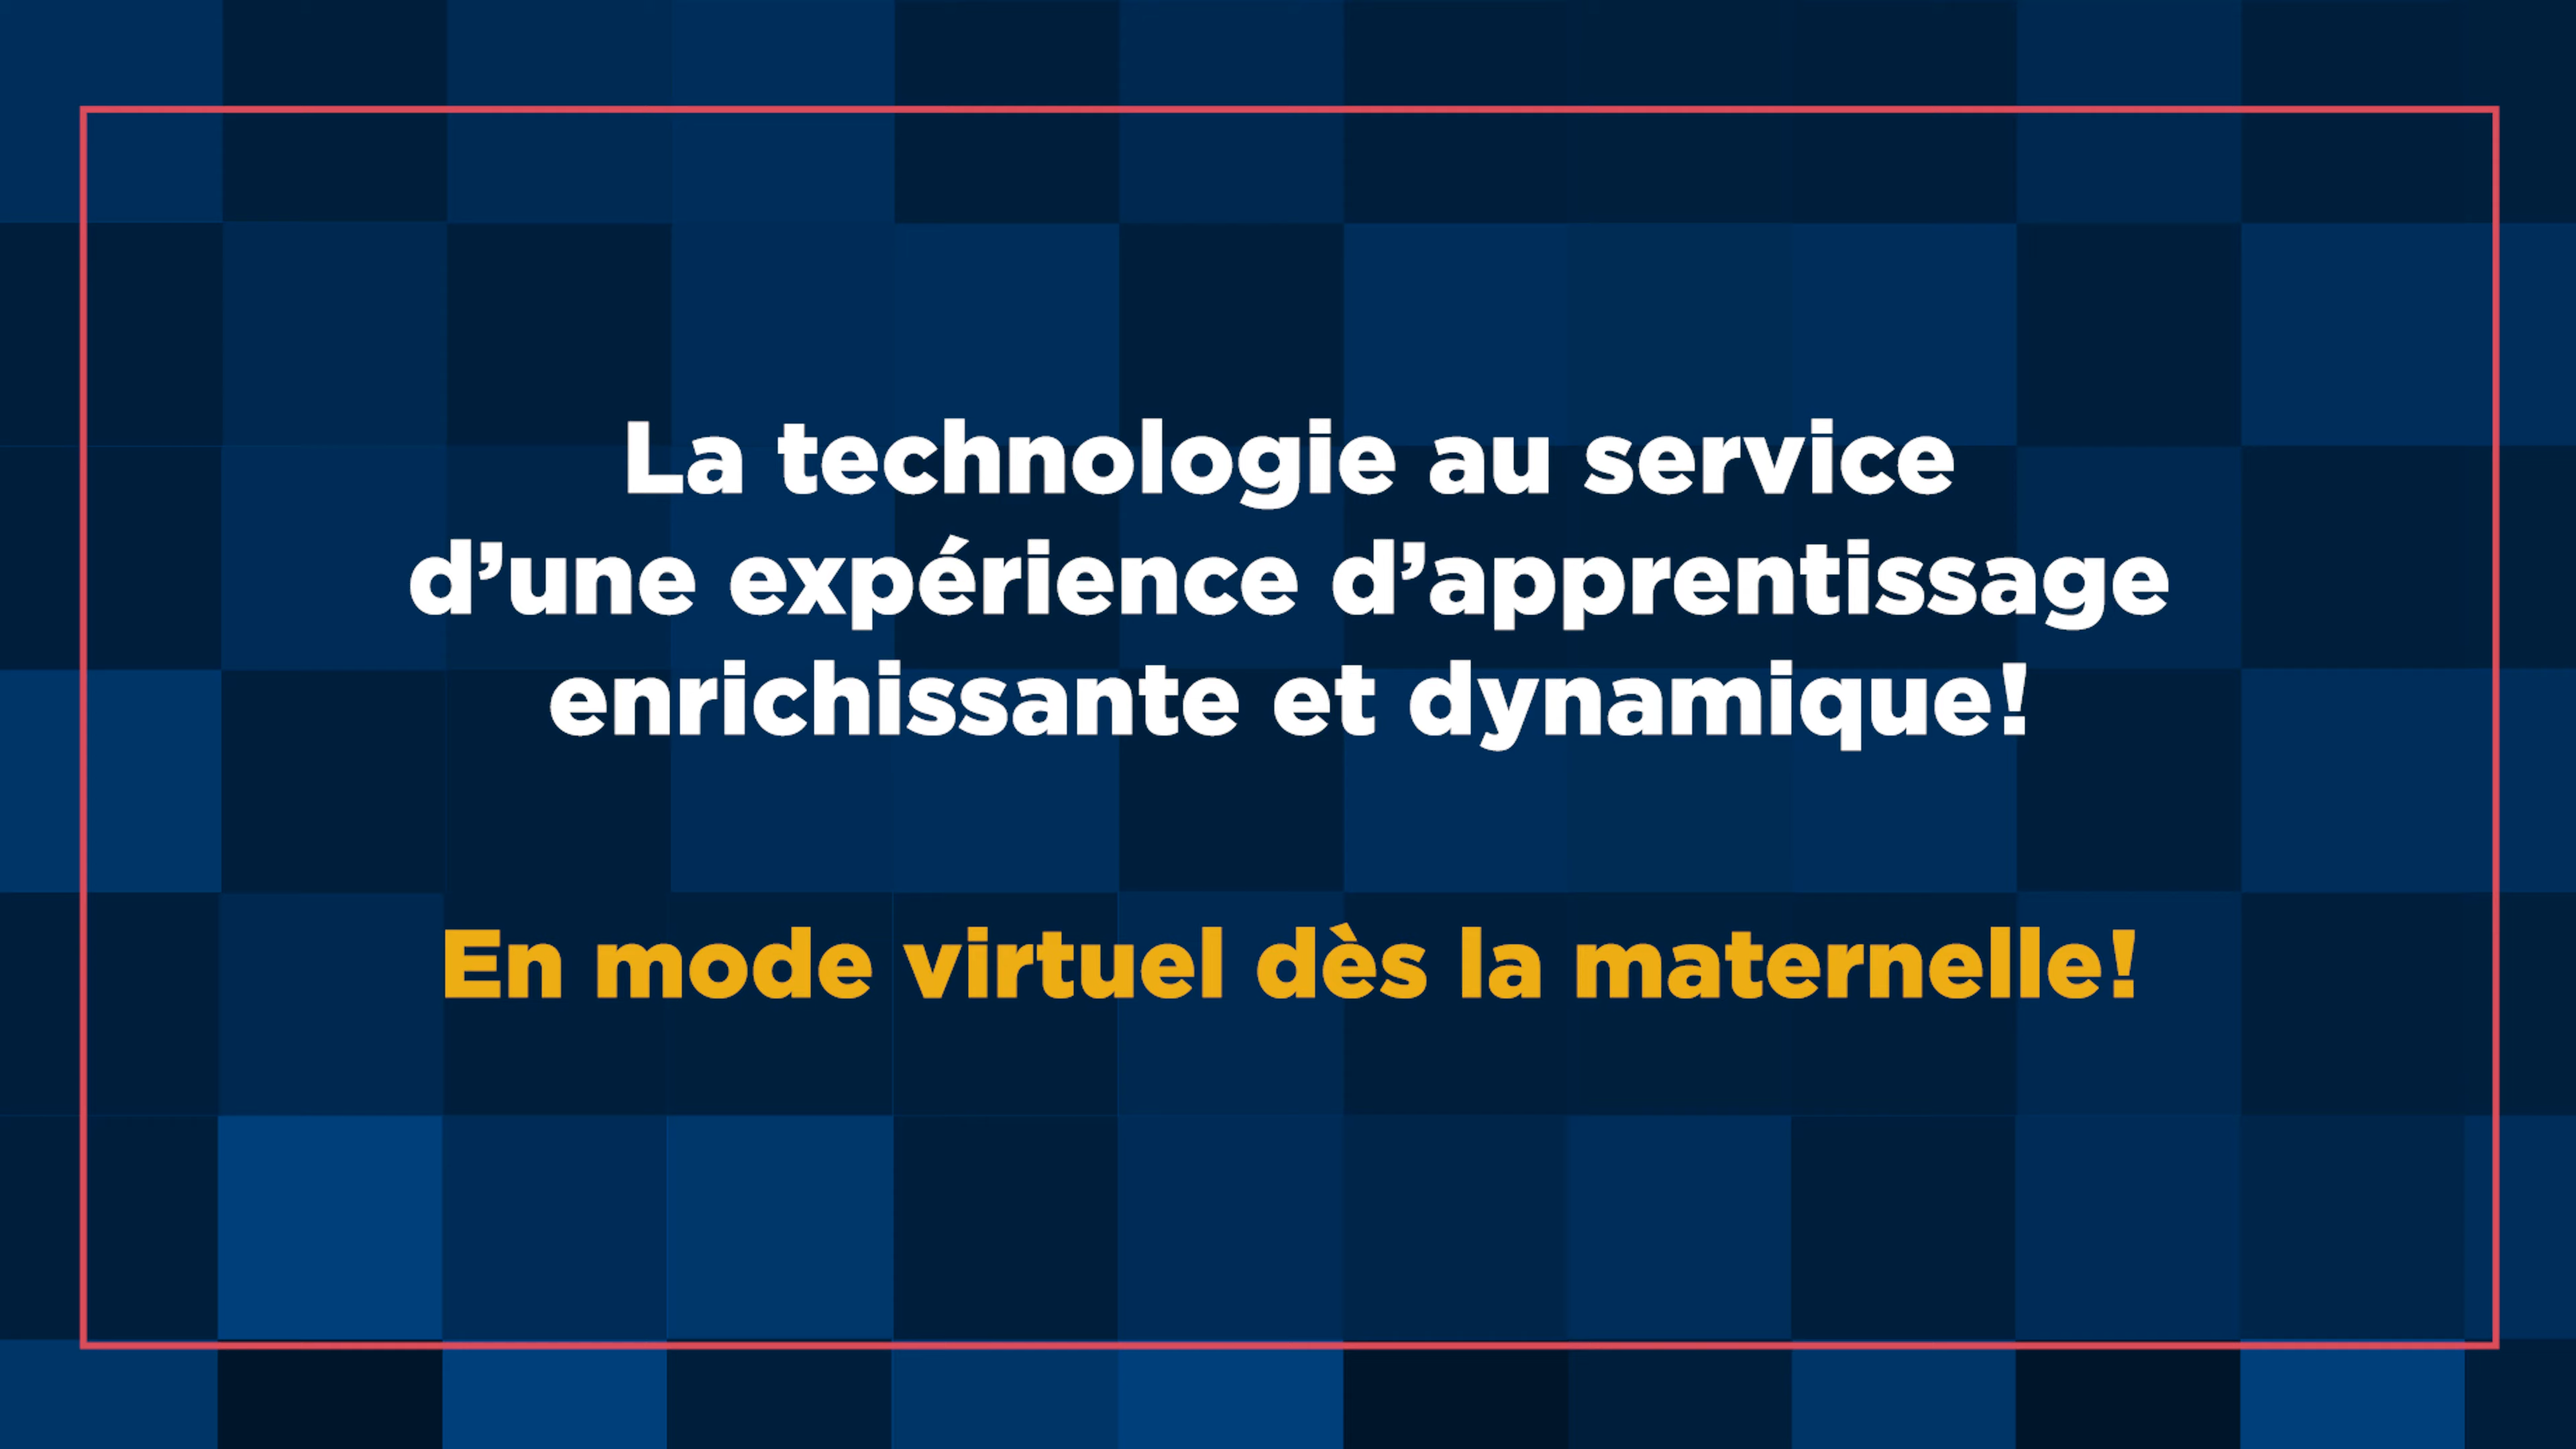 La technologie au service
d’une expérience d’apprentissage
enrichissante et dynamique!
En mode virtuel dès la maternelle!